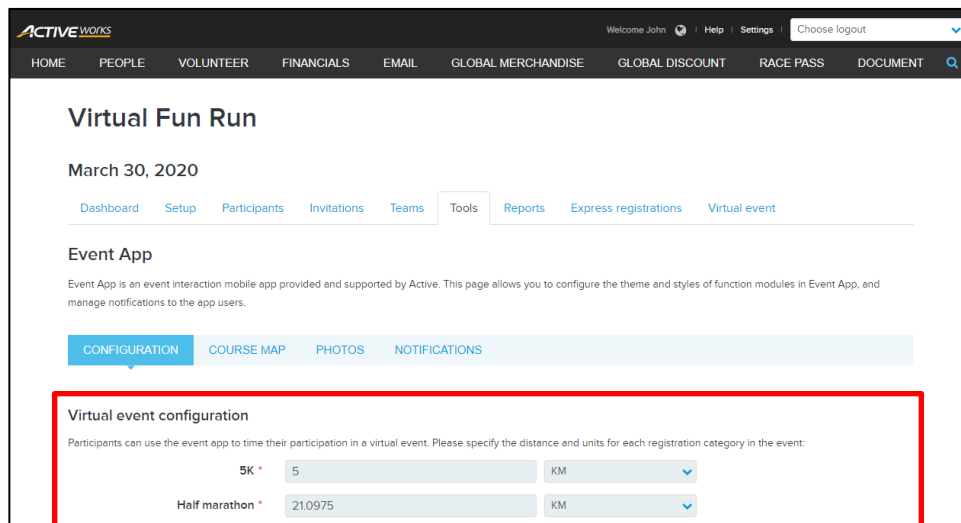 ACTIVE WORKS
Welcome John | Help | Settings | Choose logout
HOME PEOPLE VOLUNTEER FINANCIALS EMAIL GLOBAL MERCHANDISE GLOBAL DISCOUNT RACE PASS DOCUMENT
Virtual Fun Run
March 30, 2020
Dashboard Setup Participants Invitations Teams Tools Reports Express registrations Virtual event
Event App
Event App is an event interaction mobile app provided and supported by Active. This page allows you to configure the theme and styles of function modules in Event App, and
manage notifications to the app users.
CONFIGURATION COURSE MAP PHOTOS NOTIFICATIONS
Virtual event configuration
Participants can use the event app to time their participation in a virtual event. Please specify the distance and units for each registration category in the event:
5K * 5 KM
Half marathon * 21.0975 KM